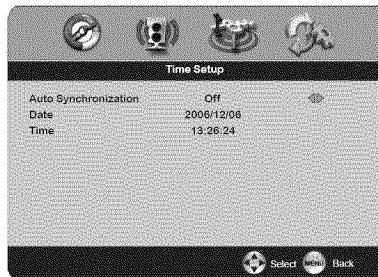 Time Setup
Auto Synchronization Off
Date 2006/12/06
Time 13:26:24
Select MENU Back